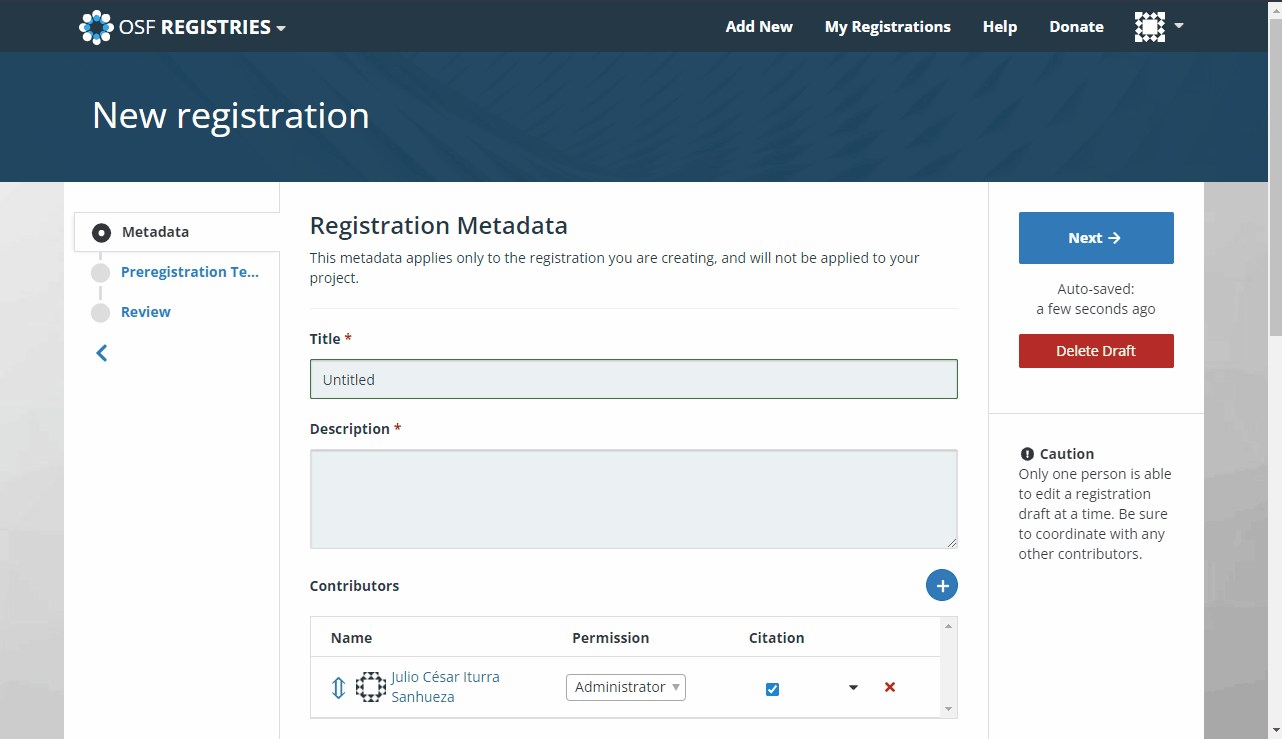 OSF REGISTRIES
Add New
My Registrations
Help
Donate
New registration
Metadata
Preregistration Te...
Review
Registration Metadata
This metadata applies only to the registration you are creating, and will not be applied to your
project.
Title *
Untitled
Description *
Contributors
Name
Permission
Citation
Julio César Iturra
Sanhueza
Administrator
Next
Auto-saved:
a few seconds ago
Delete Draft
Caution
Only one person is able
to edit a registration
draft at a time. Be sure
to coordinate with any
other contributors.